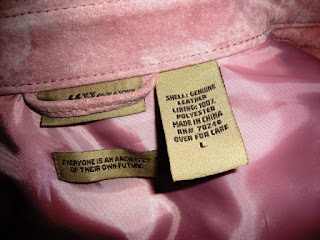 SHELL: GENUINE
LEATHER
LINING: 100%
POLYESTER
MADE IN CHINA
RN# 70246
OVER FOR CARE
L
EVERYONE IS AN ARCHITECT
OF THEIR OWN FUTURE